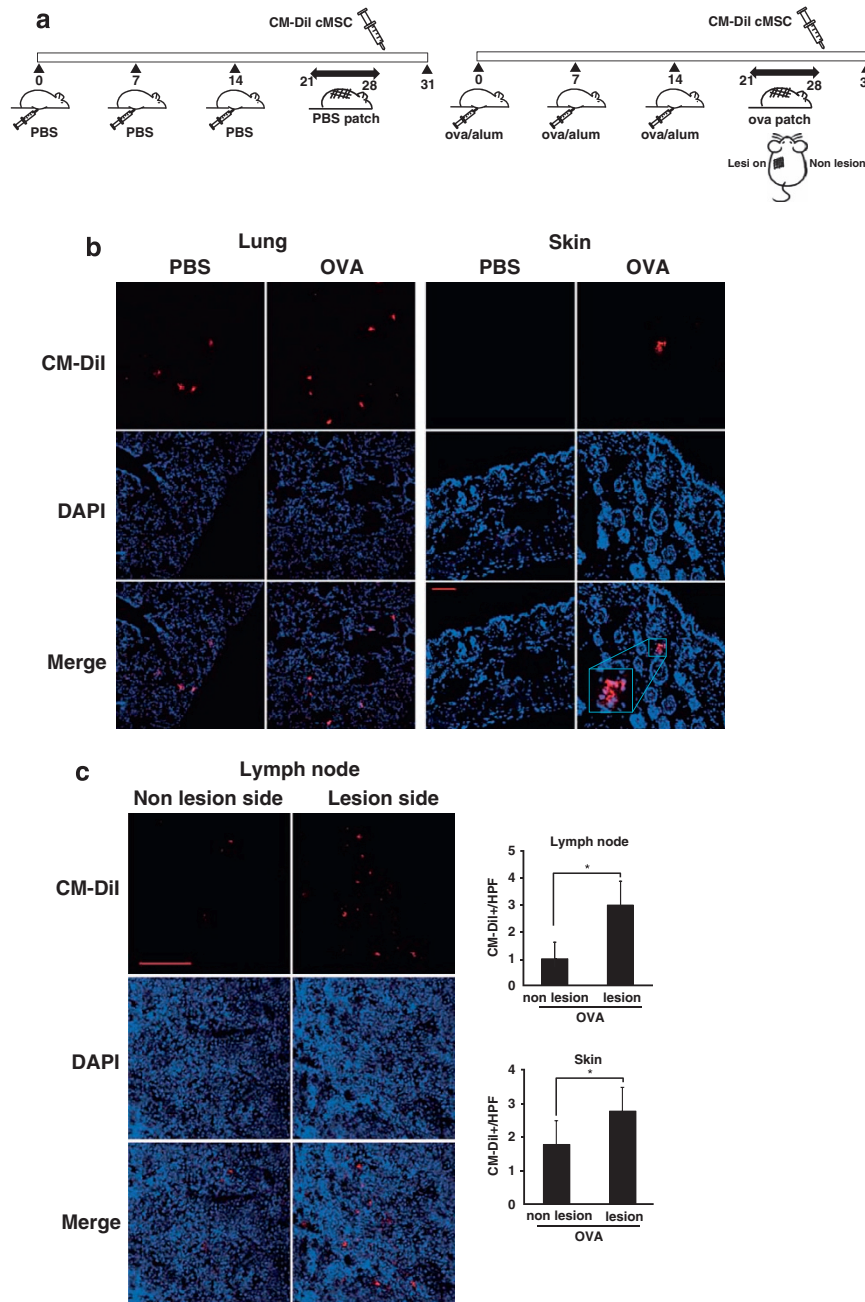 a
CM-DiI cMSC
0 7 14 21 28 31
PBS PBS PBS PBS patch
CM-DiI cMSC
0 7 14 21 28 3
ova/alum ova/alum ova/alum ova patch
Lesi on Non lesion
b
Lung Skin
PBS OVA PBS OVA
CM-DiI
DAPI
Merge
c
Lymph node
Non lesion side Lesion side
CM-DiI
DAPI
Merge
Lymph node
CM-DiI+/HPF
5
4
3
2
1
0
*
non lesion lesion
OVA
Skin
CM-DiI+/HPF
4
3
2
1
0
*
non lesion lesion
OVA